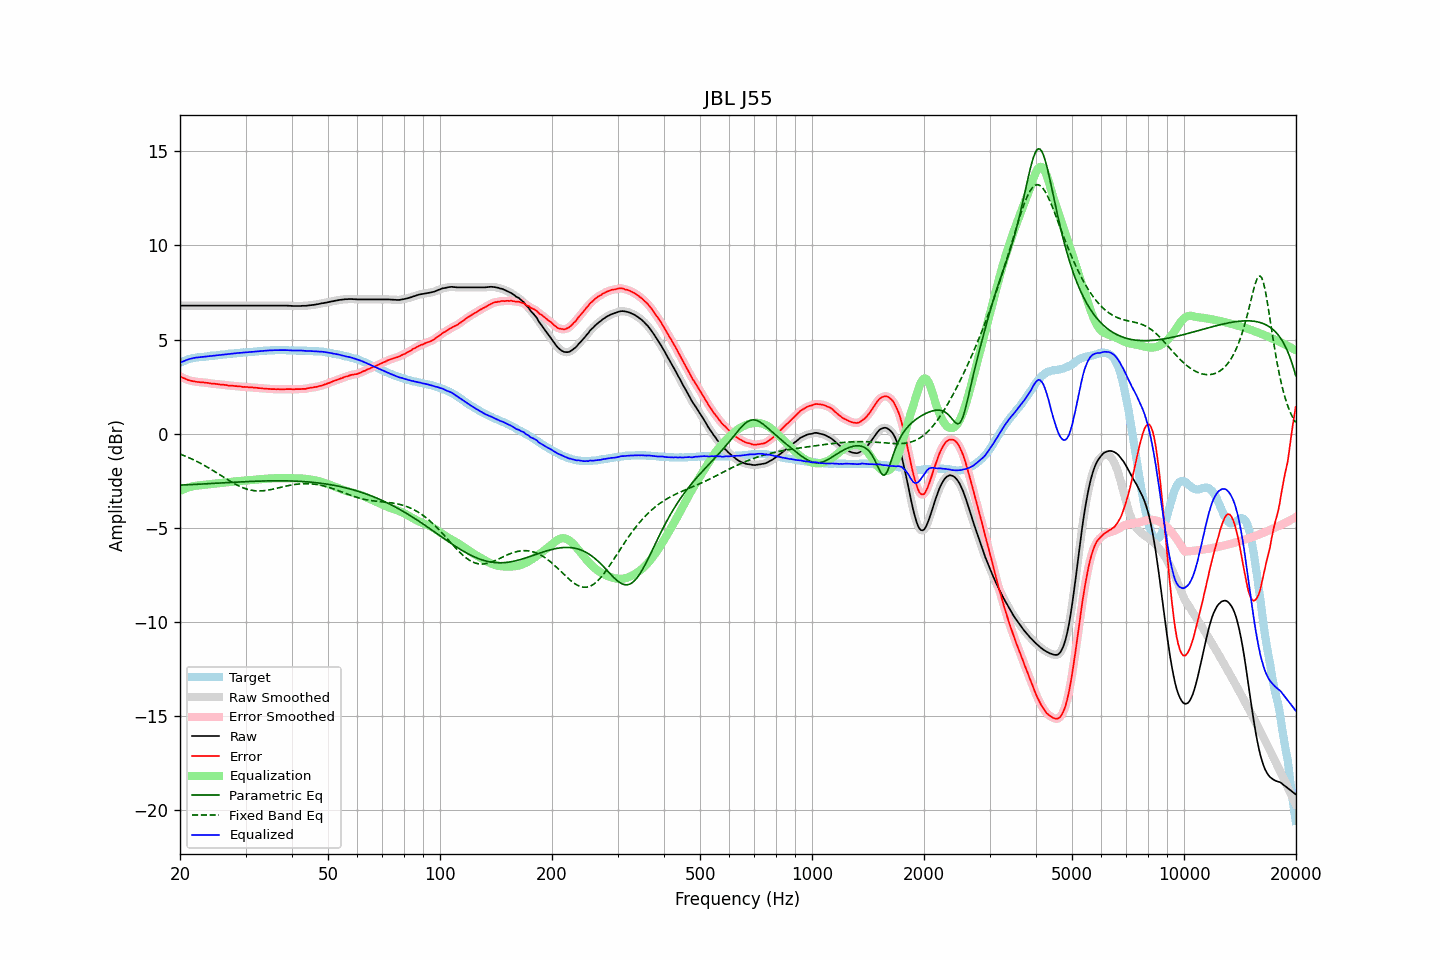 JBL J55
Amplitude (dBr)
15
10
5
0
−5
−10
−15
−20
Target
Raw Smoothed
Error Smoothed
Raw
Error
Equalization
Parametric Eq
Fixed Band Eq
Equalized
20 50 100 200 500 1000 2000 5000 10000 20000
Frequency (Hz)